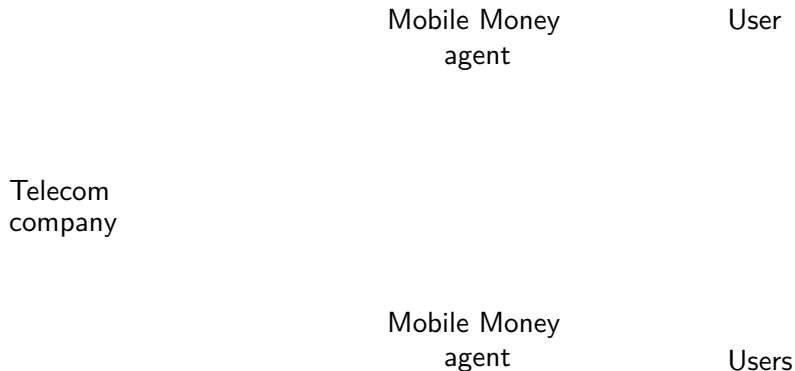 Mobile Money
agent
User
Telecom
company
Mobile Money
agent
Users